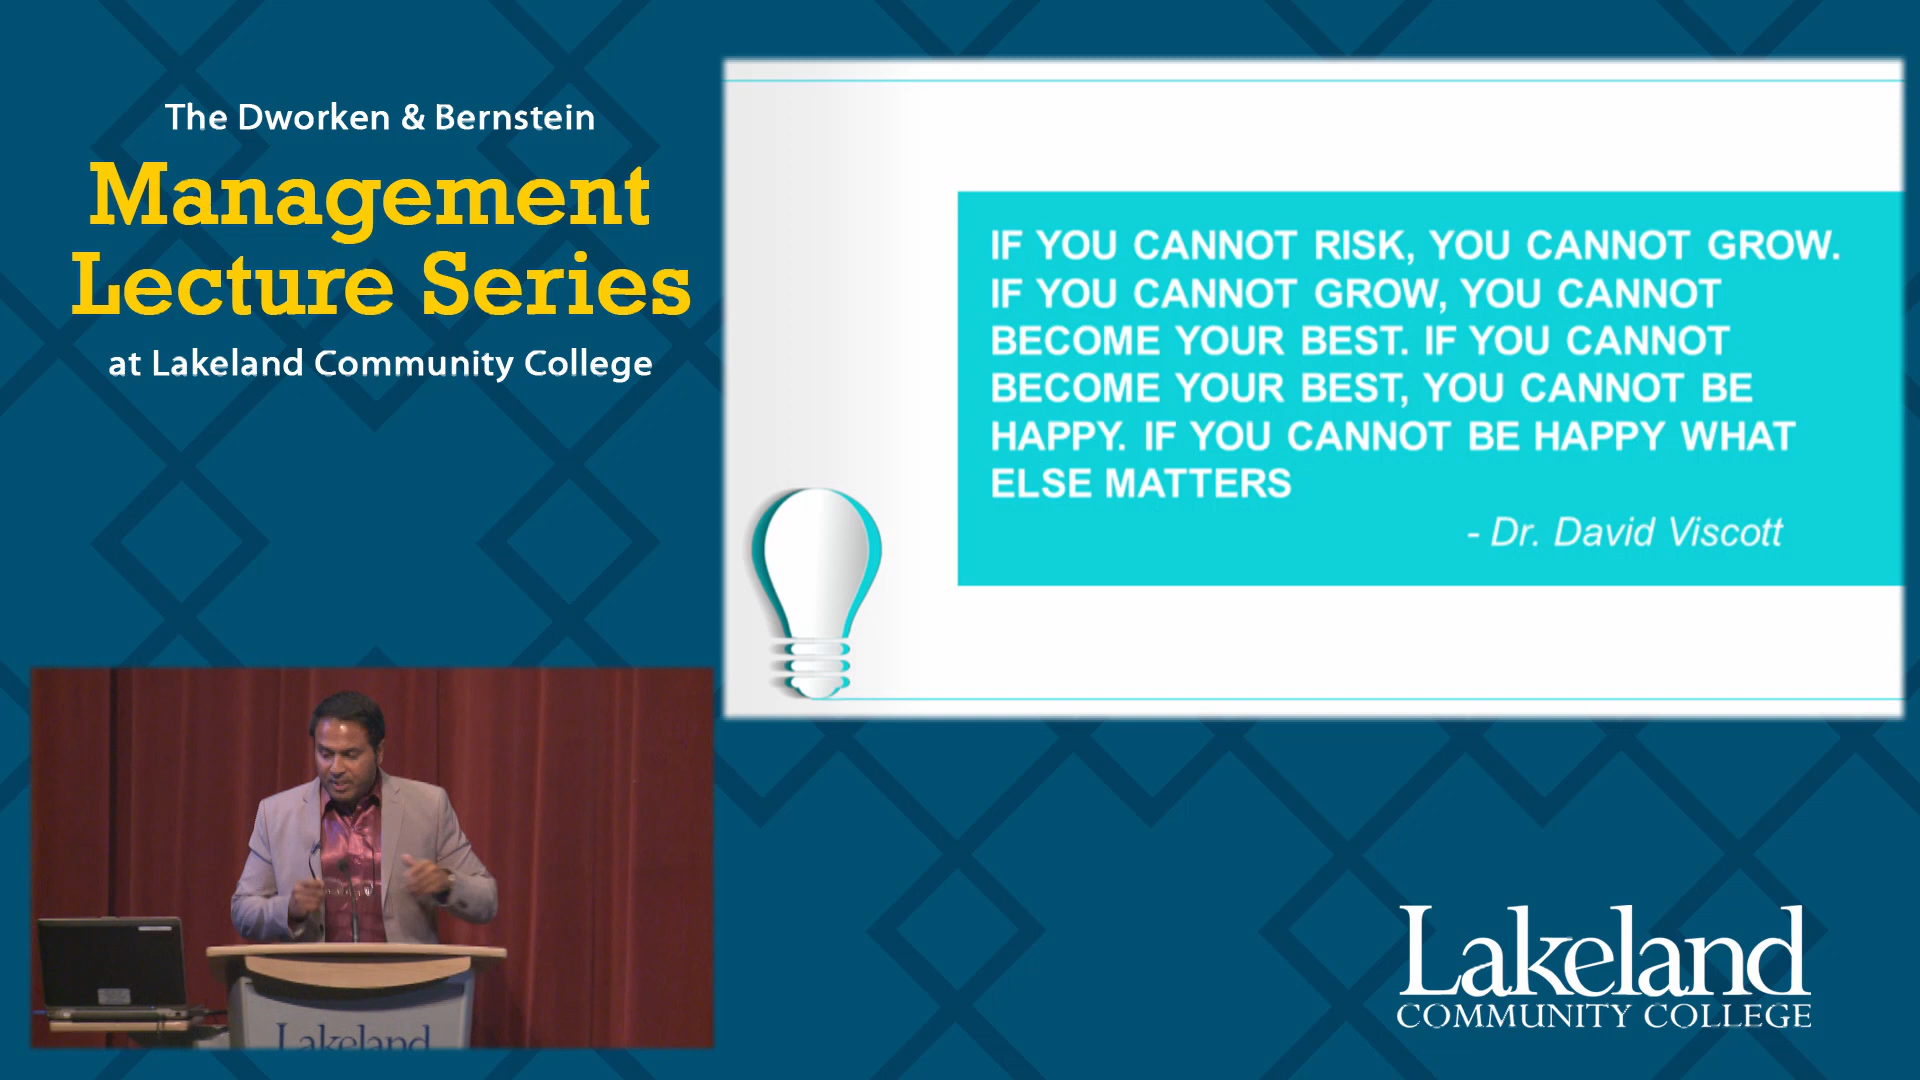 The Dworken & Bernstein
Management
Lecture Series
at Lakeland Community College
IF YOU CANNOT RISK, YOU CANNOT GROW.
IF YOU CANNOT GROW, YOU CANNOT
BECOME YOUR BEST. IF YOU CANNOT
BECOME YOUR BEST, YOU CANNOT BE
HAPPY. IF YOU CANNOT BE HAPPY WHAT
ELSE MATTERS
- Dr. David Viscott
Lakeland
Lakeland
COMMUNITY COLLEGE